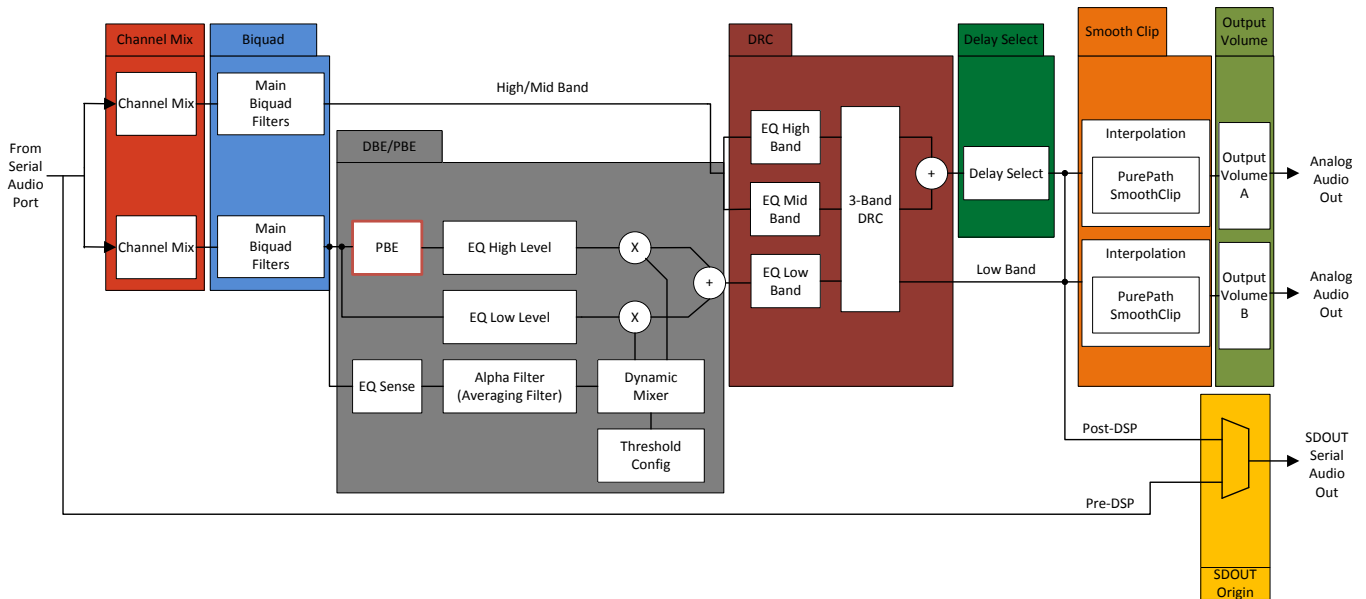 Channel Mix
Biquad
DRC
Delay Select
Smooth Clip
Output
Volume
Channel Mix
Main
Biquad
Filters
High/Mid Band
From
Serial
Audio
Port
Channel Mix
Main
Biquad
Filters
DBE/PBE
PBE
EQ High Level
X
EQ Low Level
X
+
EQ Sense
Alpha Filter
(Averaging Filter)
Dynamic
Mixer
Threshold
Config
EQ High
Band
EQ Mid
Band
EQ Low
Band
3-Band
DRC
+
Delay Select
Low Band
Interpolation
PurePath
SmoothClip
Output
Volume
A
Analog
Audio
Out
Interpolation
PurePath
SmoothClip
Output
Volume
B
Analog
Audio
Out
Post-DSP
Pre-DSP
SDOUT
Serial
Audio
Out
SDOUT
Origin